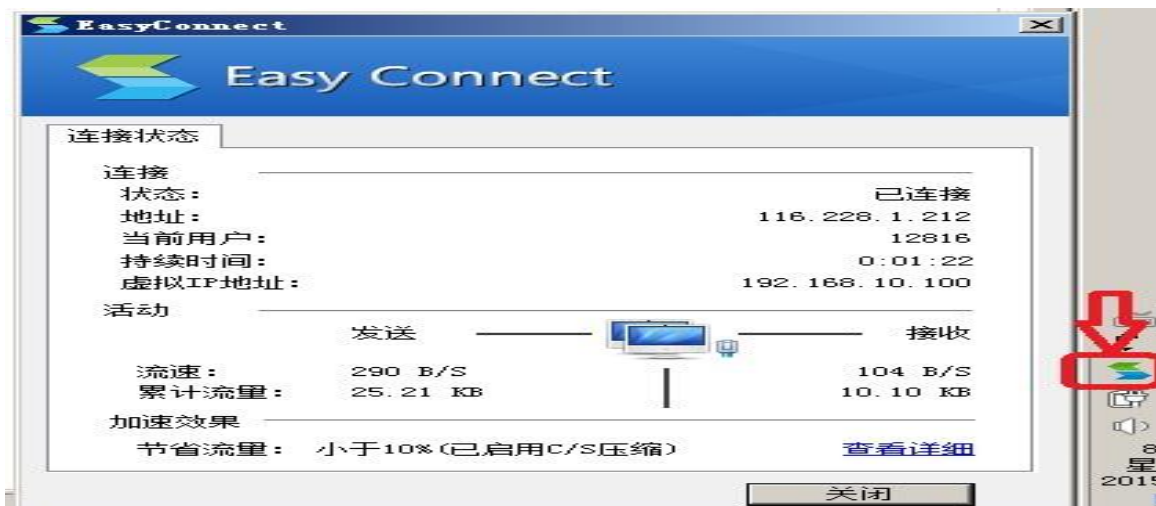 EasyConnect
Easy Connect
连接状态
连接
状态： 已连接
地址： 116.228.1.212
当前用户： 12816
持续时间： 0:01:22
虚拟IP地址： 192.168.10.100
活动
发送 接收
流速： 290 B/S 104 B/S
累计流量： 25.21 KB 10.10 KB
加速效果
节省流量： 小于10%(已启用C/S压缩) 查看详细
关闭
8
星
2015